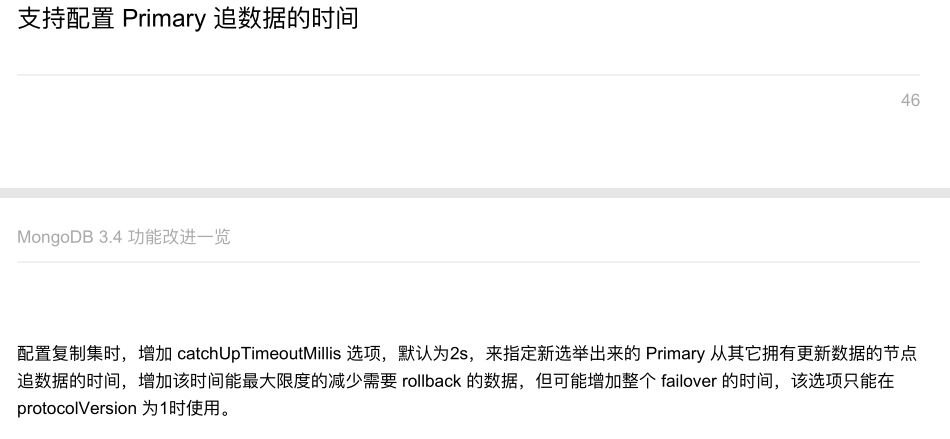 支持配置 Primary 追数据的时间
46
MongoDB 3.4 功能改进一览
配置复制集时，增加 catchUpTimeoutMillis 选项，默认为2s，来指定新选举出来的 Primary 从其它拥有更新数据的节点
追数据的时间，增加该时间能最大限度的减少需要 rollback 的数据，但可能增加整个 failover 的时间，该选项只能在
protocolVersion 为1时使用。